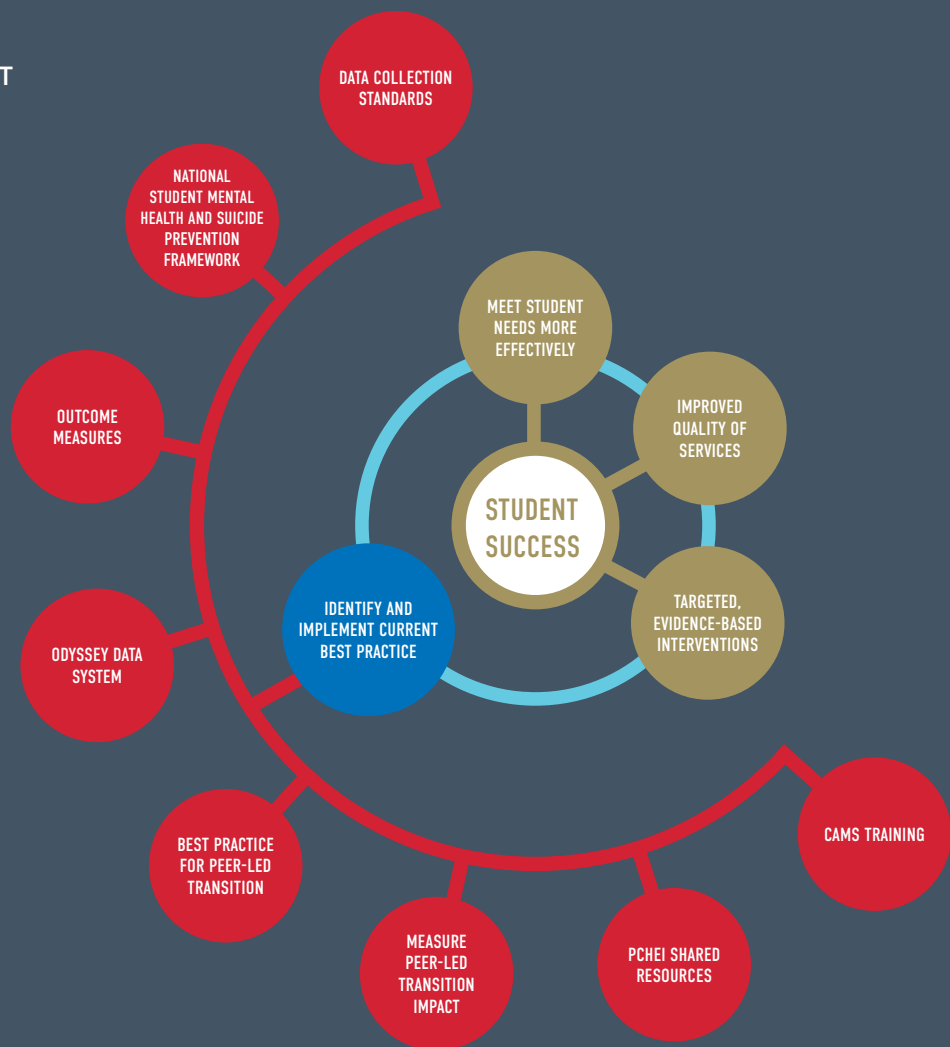 T
DATA COLLECTION
STANDARDS
NATIONAL
STUDENT MENTAL
HEALTH AND SUICIDE
PREVENTION
FRAMEWORK
MEET STUDENT
NEEDS MORE
EFFECTIVELY
IMPROVED
QUALITY OF
SERVICES
OUTCOME
MEASURES
STUDENT
SUCCESS
TARGETED,
EVIDENCE-BASED
INTERVENTIONS
IDENTIFY AND
IMPLEMENT CURRENT
BEST PRACTICE
ODYSSEY DATA
SYSTEM
CAMS TRAINING
BEST PRACTICE
FOR PEER-LED
TRANSITION
MEASURE
PEER-LED
TRANSITION
IMPACT
PCHEI SHARED
RESOURCES